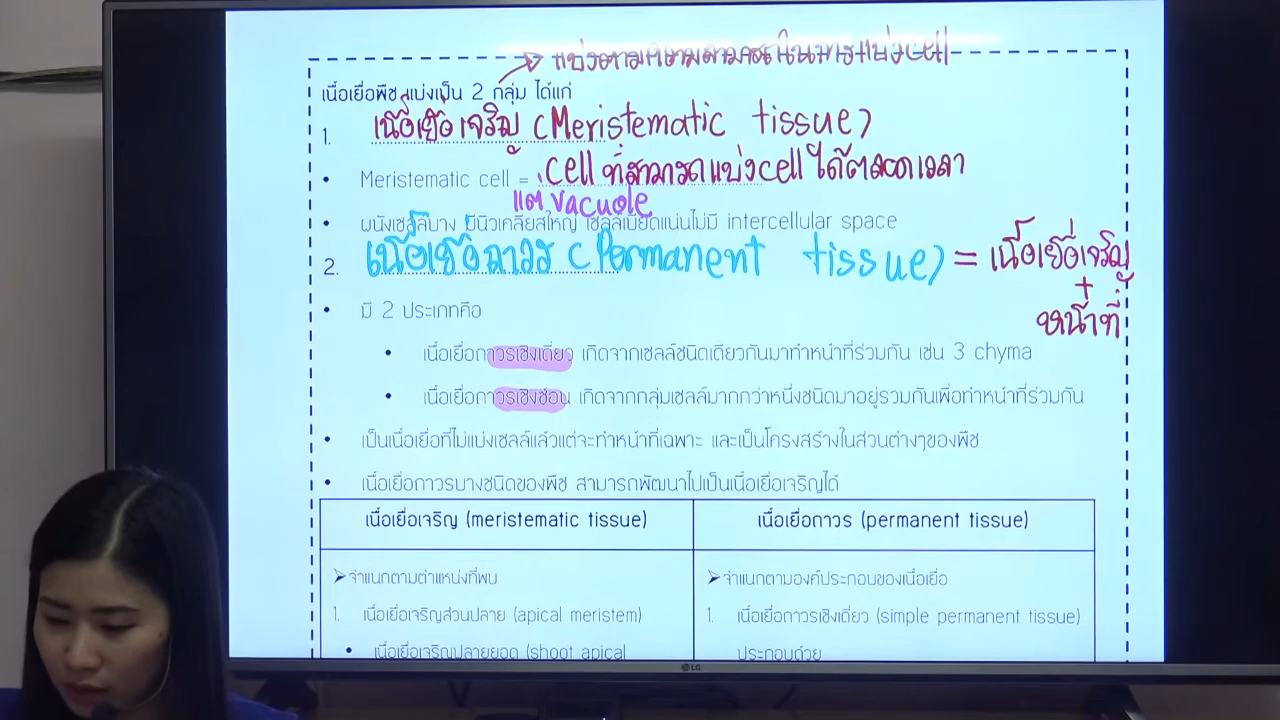 แบ่งตามความสามารถในการแบ่งcell
เนื้อเยื่อพืช แบ่งเป็น 2 กลุ่ม ได้แก่
1. เนื้อเยื่อเจริญ (Meristematic tissue)
• Meristematic cell = cell ที่สามารถแบ่งcell ได้ตลอดเวลา
แต่ vacuole
• ผนังเซลล์บาง มีนิวเคลียสใหญ่ เซลล์เบียดแน่นไม่มี intercellular space
2. เนื้อเยื่อถาวร (Permanent tissue) = เนื้อเยื่อเจริญ
+
หน้าที่
• มี 2 ประเภทคือ
• เนื้อเยื่อถาวรเชิงเดี่ยว เกิดจากเซลล์ชนิดเดียวกันมาทำหน้าที่ร่วมกัน เช่น 3 chyma
• เนื้อเยื่อถาวรเชิงซ้อน เกิดจากกลุ่มเซลล์มากกว่าหนึ่งชนิดมาอยู่รวมกันเพื่อทำหน้าที่ร่วมกัน
• เป็นเนื้อเยื่อที่ไม่แบ่งเซลล์แล้วแต่จะทำหน้าที่เฉพาะ และเป็นโครงสร้างในส่วนต่างๆของพืช
• เนื้อเยื่อถาวรบางชนิดของพืช สามารถพัฒนาไปเป็นเนื้อเยื่อเจริญได้
เนื้อเยื่อเจริญ (meristematic tissue)
➤จำแนกตามตำแหน่งที่พบ
1. เนื้อเยื่อเจริญส่วนปลาย (apical meristem)
• เนื้อเยื่อเจริญปลายยอด (shoot apical
เนื้อเยื่อถาวร (permanent tissue)
➤จำแนกตามองค์ประกอบของเนื้อเยื่อ
1. เนื้อเยื่อถาวรเชิงเดี่ยว (simple permanent tissue)
ประกอบด้วย
LG